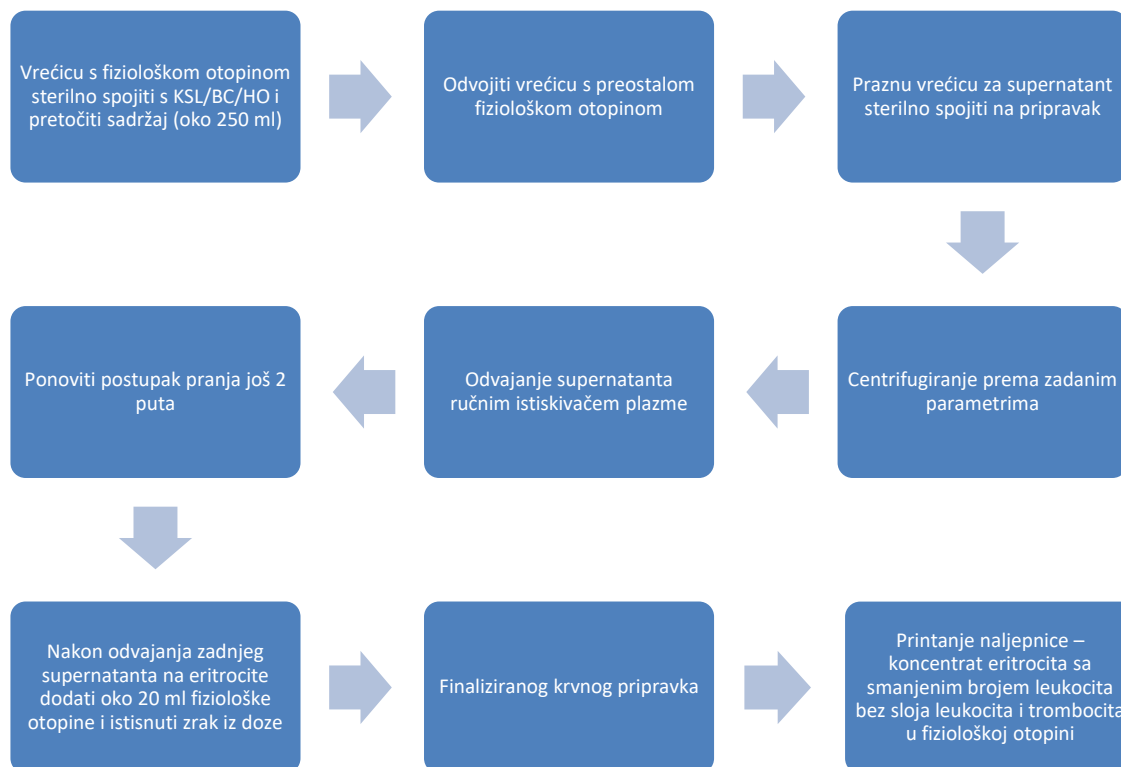 Vrećicu s fiziološkom otopinom
sterilno spojiti s KSL/BC/HO i
pretočiti sadržaj (oko 250 ml)
Odvojiti vrećicu s preostalom
fiziološkom otopinom
Praznu vrećicu za supernatant
sterilno spojiti na pripravak
Centrifugiranje prema zadanim
parametrima
Odvajanje supernatanta
ručnim istiskivačem plazme
Ponoviti postupak pranja još 2
puta
Nakon odvajanja zadnjeg
supernatanta na eritrocite
dodati oko 20 ml fiziološke
otopine i istisnuti zrak iz doze
Finaliziranog krvnog pripravka
Printanje naljepnice –
koncentrat eritrocita sa
smanjenim brojem leukocita
bez sloja leukocita i trombocita
u fiziološkoj otopini